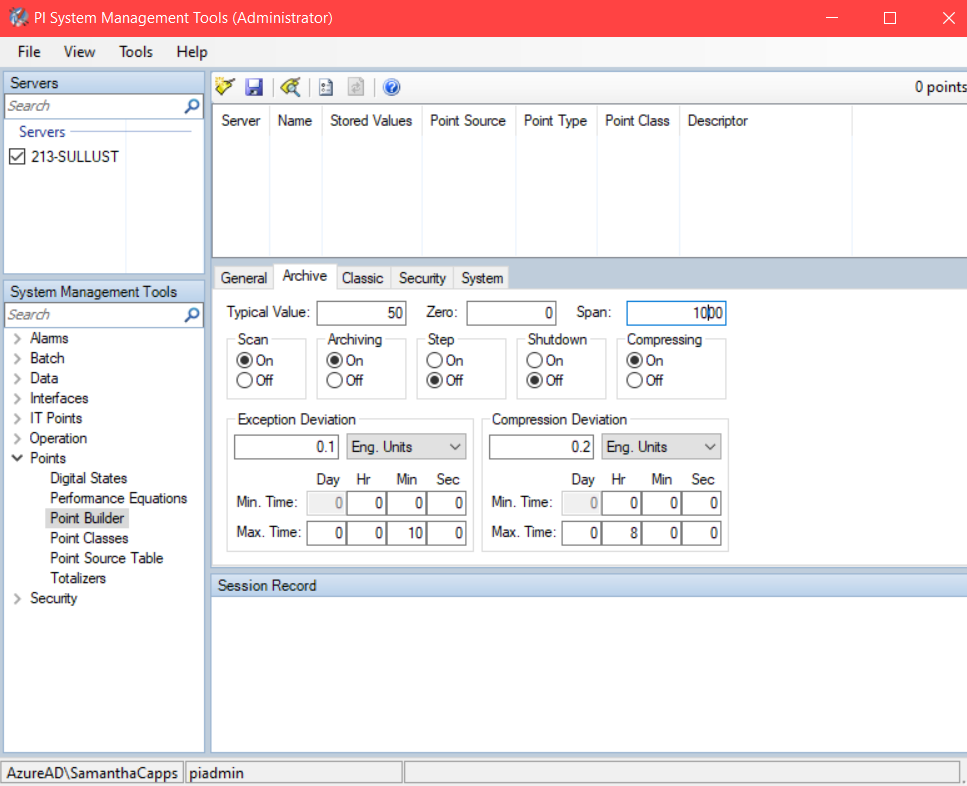 PI System Management Tools (Administrator)
File View Tools Help
Servers
Search
Servers
213-SULLUST
System Management Tools
Search
Alarms
Batch
Data
Interfaces
IT Points
Operation
Points
Digital States
Performance Equations
Point Builder
Point Classes
Point Source Table
Totalizers
Security
0 points
Server Name Stored Values Point Source Point Type Point Class Descriptor
General Archive Classic Security System
Typical Value: 50 Zero: 0 Span: 1000
Scan Archiving Step Shutdown Compressing
On On On On On
Off Off Off Off Off
Exception Deviation
0.1 Eng. Units
Day Hr Min Sec
Min. Time: 0 0 0 0
Max. Time: 0 0 10 0
Compression Deviation
0.2 Eng. Units
Day Hr Min Sec
Min. Time: 0 0 0 0
Max. Time: 0 8 0 0
Session Record
AzureAD\SamanthaCapps piadmin